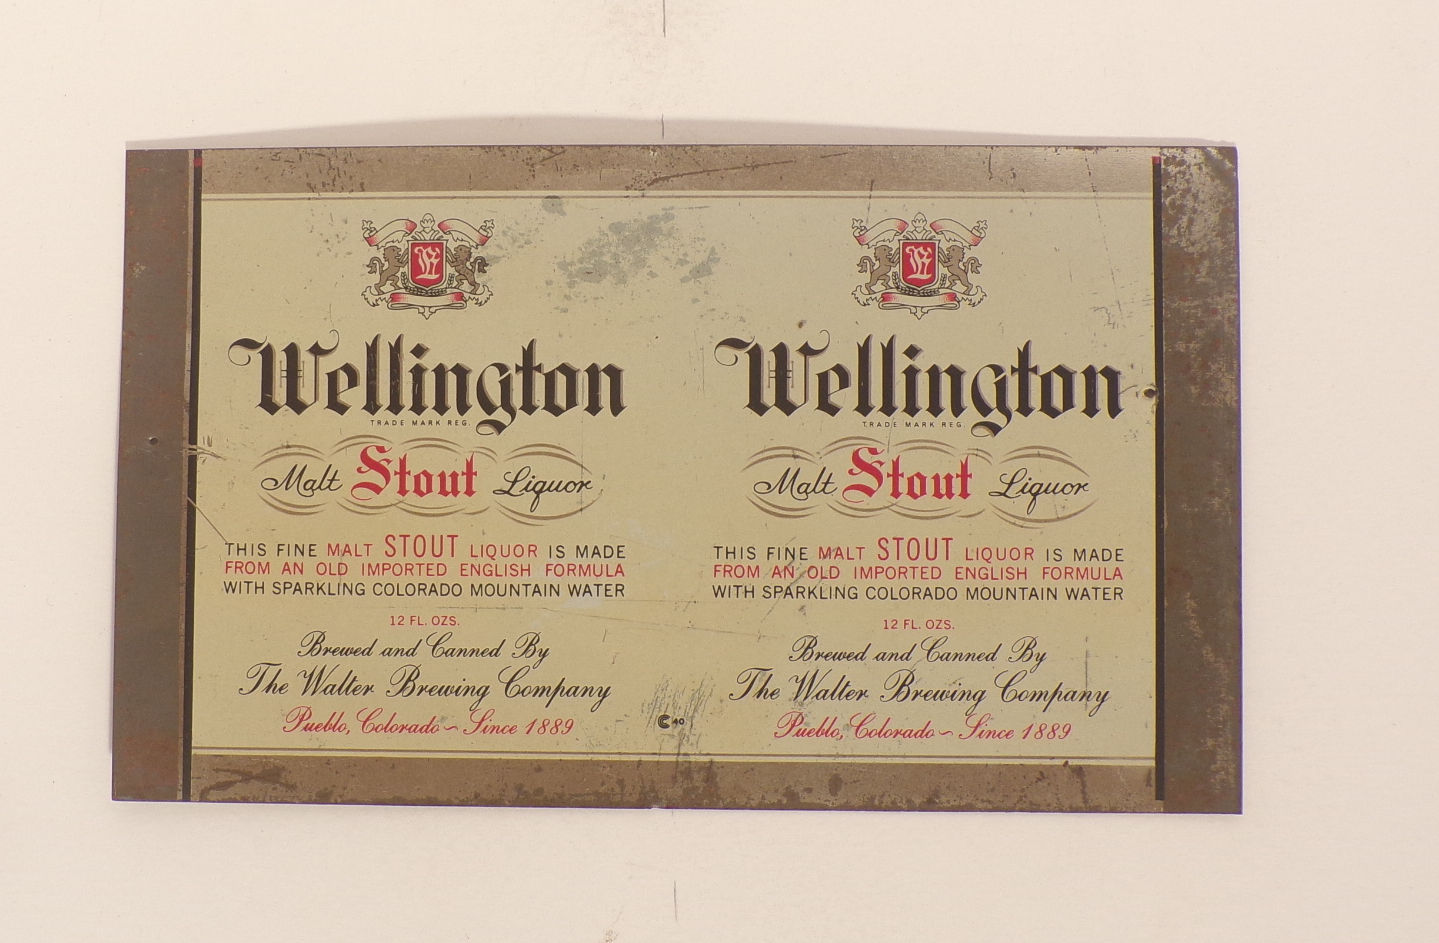 Wellington
TRADE MARK REG.
Malt Stout Liquor
THIS FINE MALT STOUT LIQUOR IS MADE
FROM AN OLD IMPORTED ENGLISH FORMULA
WITH SPARKLING COLORADO MOUNTAIN WATER
12 FL. OZS.
Brewed and Canned By
The Walter Brewing Company
Pueblo, Colorado ~ Since 1889
40
Wellington
TRADE MARK REG.
Malt Stout Liquor
THIS FINE MALT STOUT LIQUOR IS MADE
FROM AN OLD IMPORTED ENGLISH FORMULA
WITH SPARKLING COLORADO MOUNTAIN WATER
12 FL. OZS.
Brewed and Canned By
The Walter Brewing Company
Pueblo, Colorado ~ Since 1889